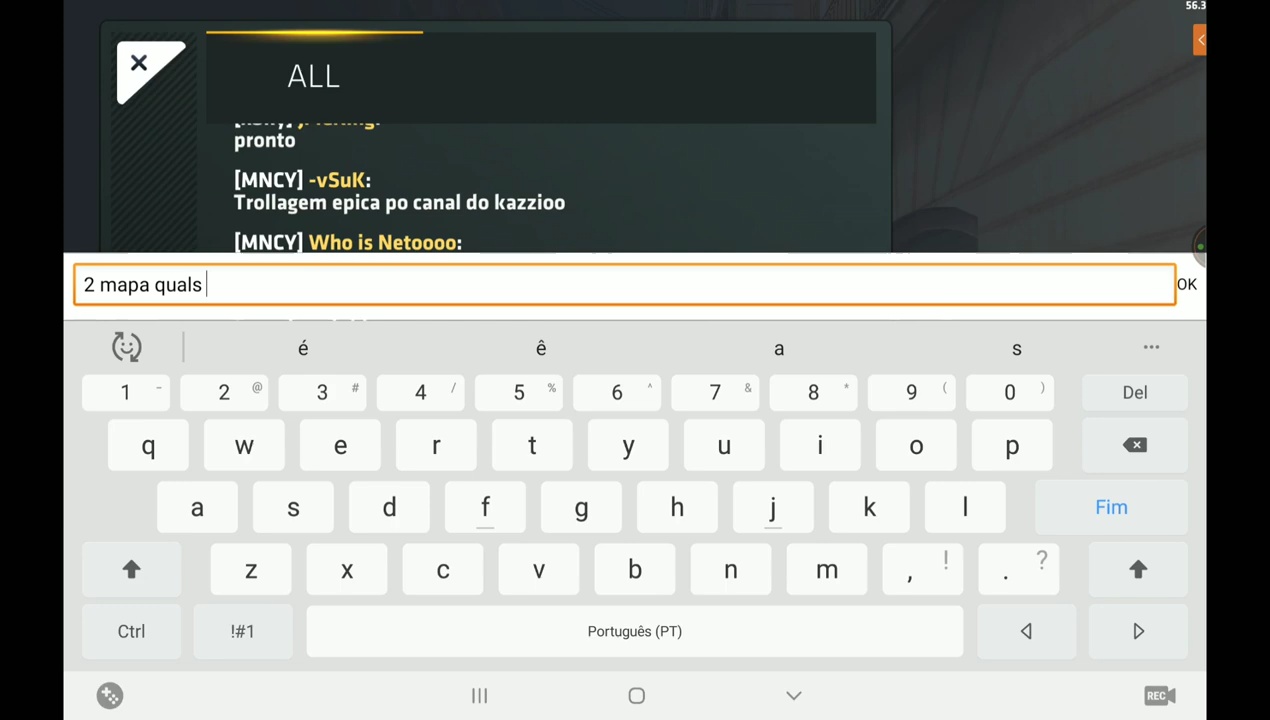 56.3
ALL
pronto
[MNCY] -vSuK:
Trollagem epica po canal do kazzioo
[MNCY] Who is Netoooo:
2 mapa quals
OK
é ê a s ...
1 - 2 @ 3 # 4 / 5 % 6 ^ 7 & 8 * 9 ( 0 ) Del
q w e r t y u i o p
a s d f g h j k l Fim
z x c v b n m , ! . ?
Ctrl !#1 Português (PT)
REC